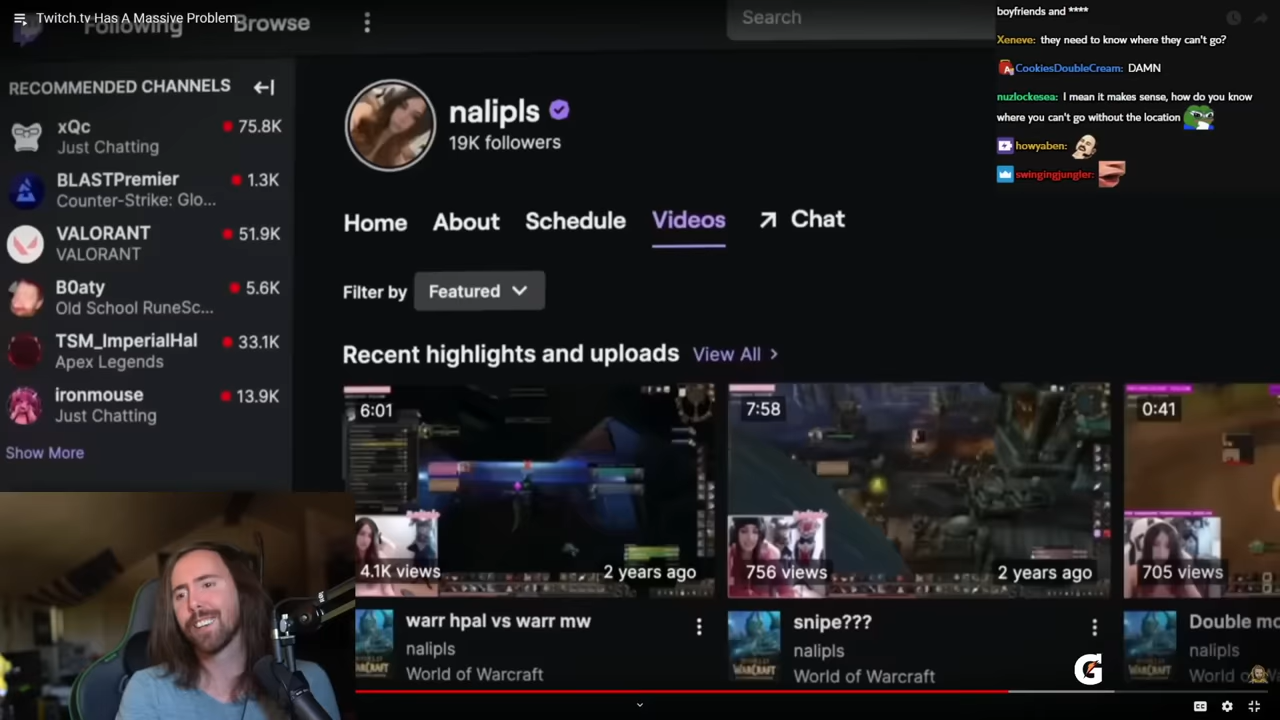 Twitch.tv Has A Massive Problem
Following
Browse
Search
RECOMMENDED CHANNELS
xQc
75.8K
Just Chatting
BLASTPremier
1.3K
Counter-Strike: Glo...
VALORANT
51.9K
VALORANT
B0aty
5.6K
Old School RuneSc...
TSM_ImperialHal
33.1K
Apex Legends
ironmouse
13.9K
Just Chatting
Show More
nalipls
19K followers
Home About Schedule Videos Chat
Filter by Featured
Recent highlights and uploads View All
6:01
4.1K views
2 years ago
warr hpal vs warr mw
nalipls
World of Warcraft
7:58
756 views
2 years ago
snipe???
nalipls
World of Warcraft
0:41
705 views
Double mo
nalipls
World o
boyfriends and ****
Xeneve: they need to know where they can't go?
CookiesDoubleCream: DAMN
nuzlockesea: I mean it makes sense, how do you know
where you can't go without the location
howyaben:
swingingjungler:
WARCRAFT
WARCRAFT
WARCRAFT
G
CC